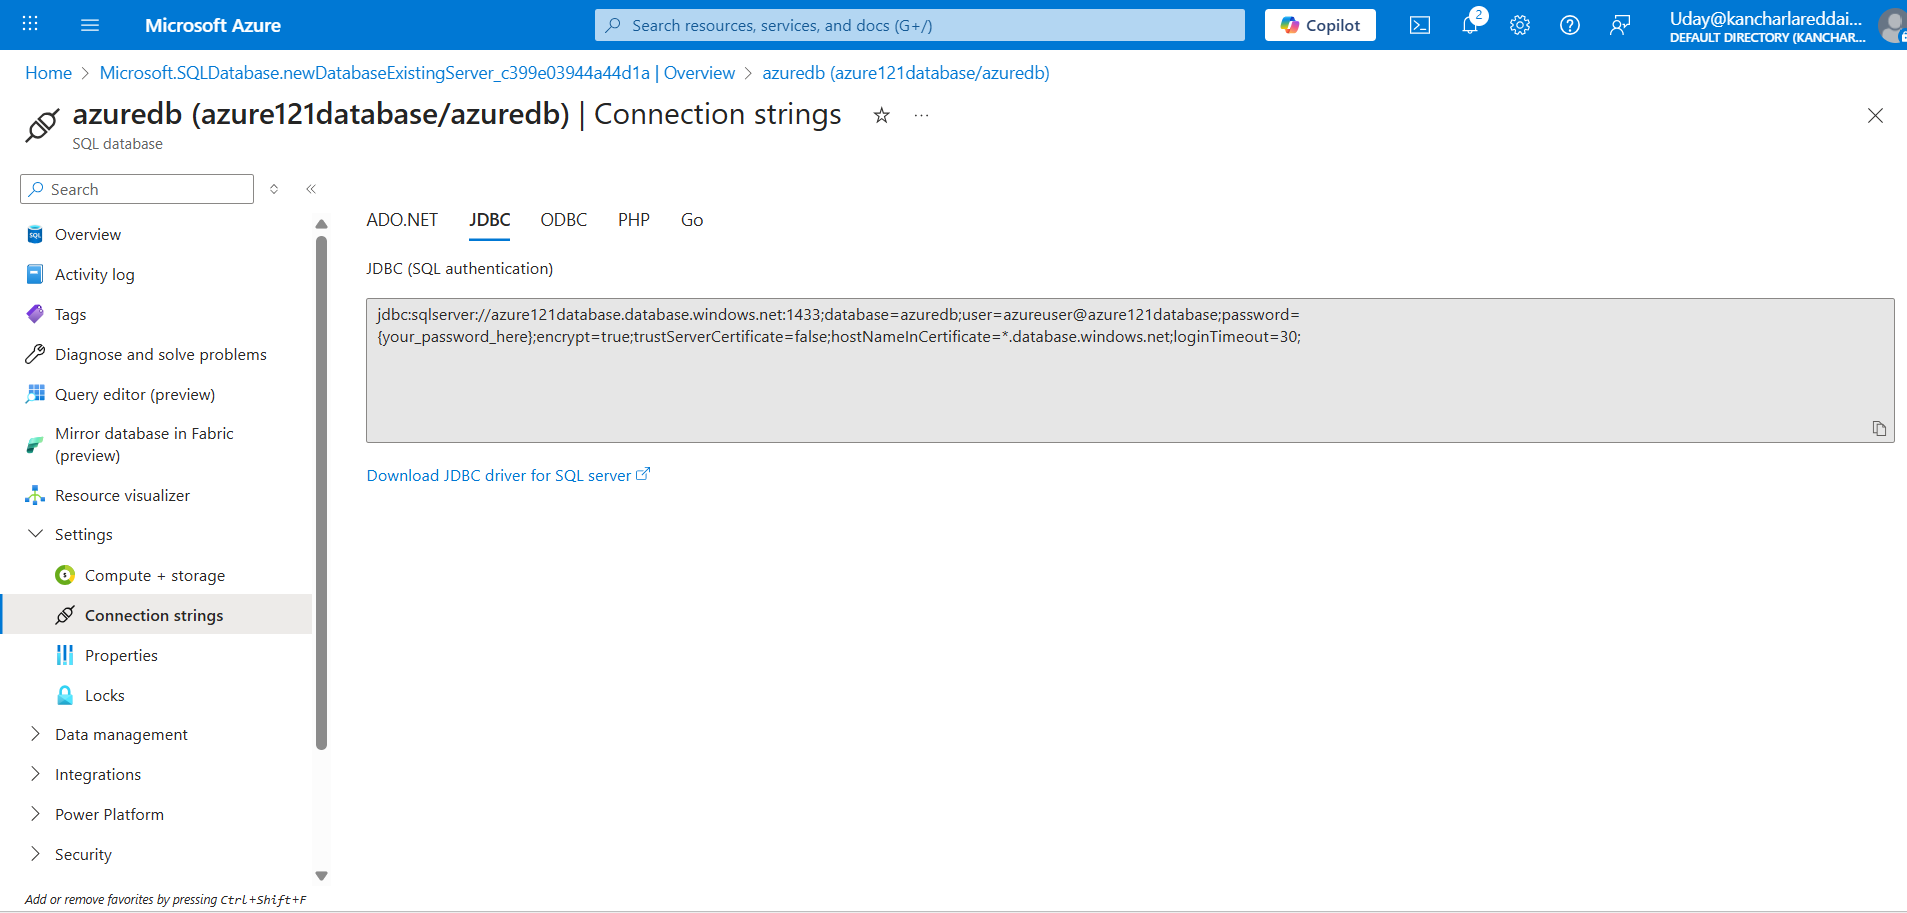 Microsoft Azure
Search resources, services, and docs (G+/)
Copilot
2
Uday@kancharlareddai...
DEFAULT DIRECTORY (KANCHAR...
Home > Microsoft.SQLDatabase.newDatabaseExistingServer_c399e03944a44d1a | Overview > azuredb (azure121database/azuredb)
azuredb (azure121database/azuredb) | Connection strings
SQL database
Search
Overview
Activity log
Tags
Diagnose and solve problems
Query editor (preview)
Mirror database in Fabric
(preview)
Resource visualizer
Settings
Compute + storage
Connection strings
Properties
Locks
Data management
Integrations
Power Platform
Security
Add or remove favorites by pressing Ctrl+Shift+F
ADO.NET JDBC ODBC PHP Go
JDBC (SQL authentication)
jdbc:sqlserver://azure121database.database.windows.net:1433;database=azuredb;user=azureuser@azure121database;password=
{your_password_here};encrypt=true;trustServerCertificate=false;hostNameInCertificate=*.database.windows.net;loginTimeout=30;
Download JDBC driver for SQL server